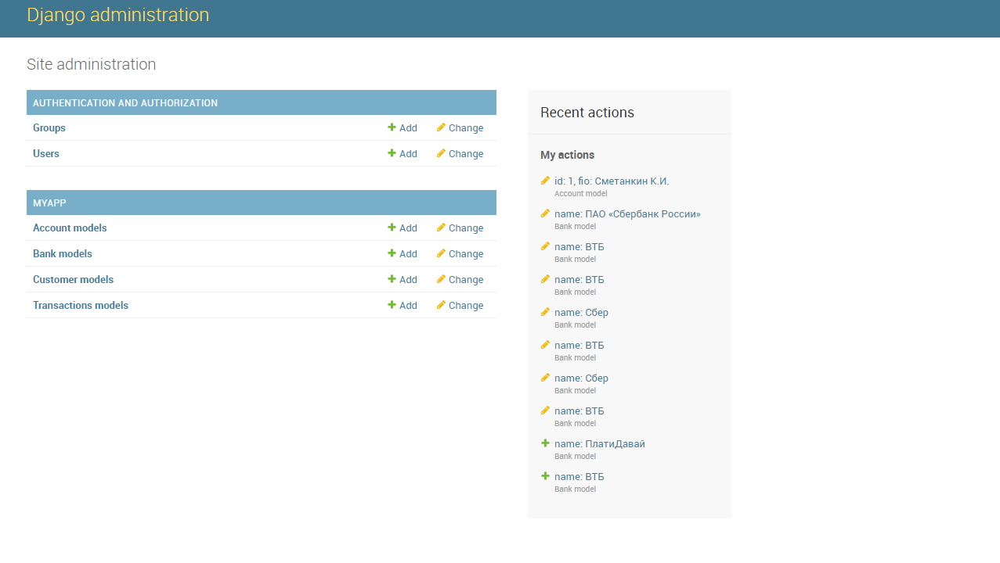 Django administration
Site administration
AUTHENTICATION AND AUTHORIZATION
Groups Add Change
Users Add Change
MYAPP
Account models Add Change
Bank models Add Change
Customer models Add Change
Transactions models Add Change
Recent actions
My actions
id: 1, fio: Сметанкин К.И.
Account model
name: ПАО «Сбербанк России»
Bank model
name: ВТБ
Bank model
name: ВТБ
Bank model
name: Сбер
Bank model
name: ВТБ
Bank model
name: Сбер
Bank model
name: ВТБ
Bank model
name: ПлатиДавай
Bank model
name: ВТБ
Bank model